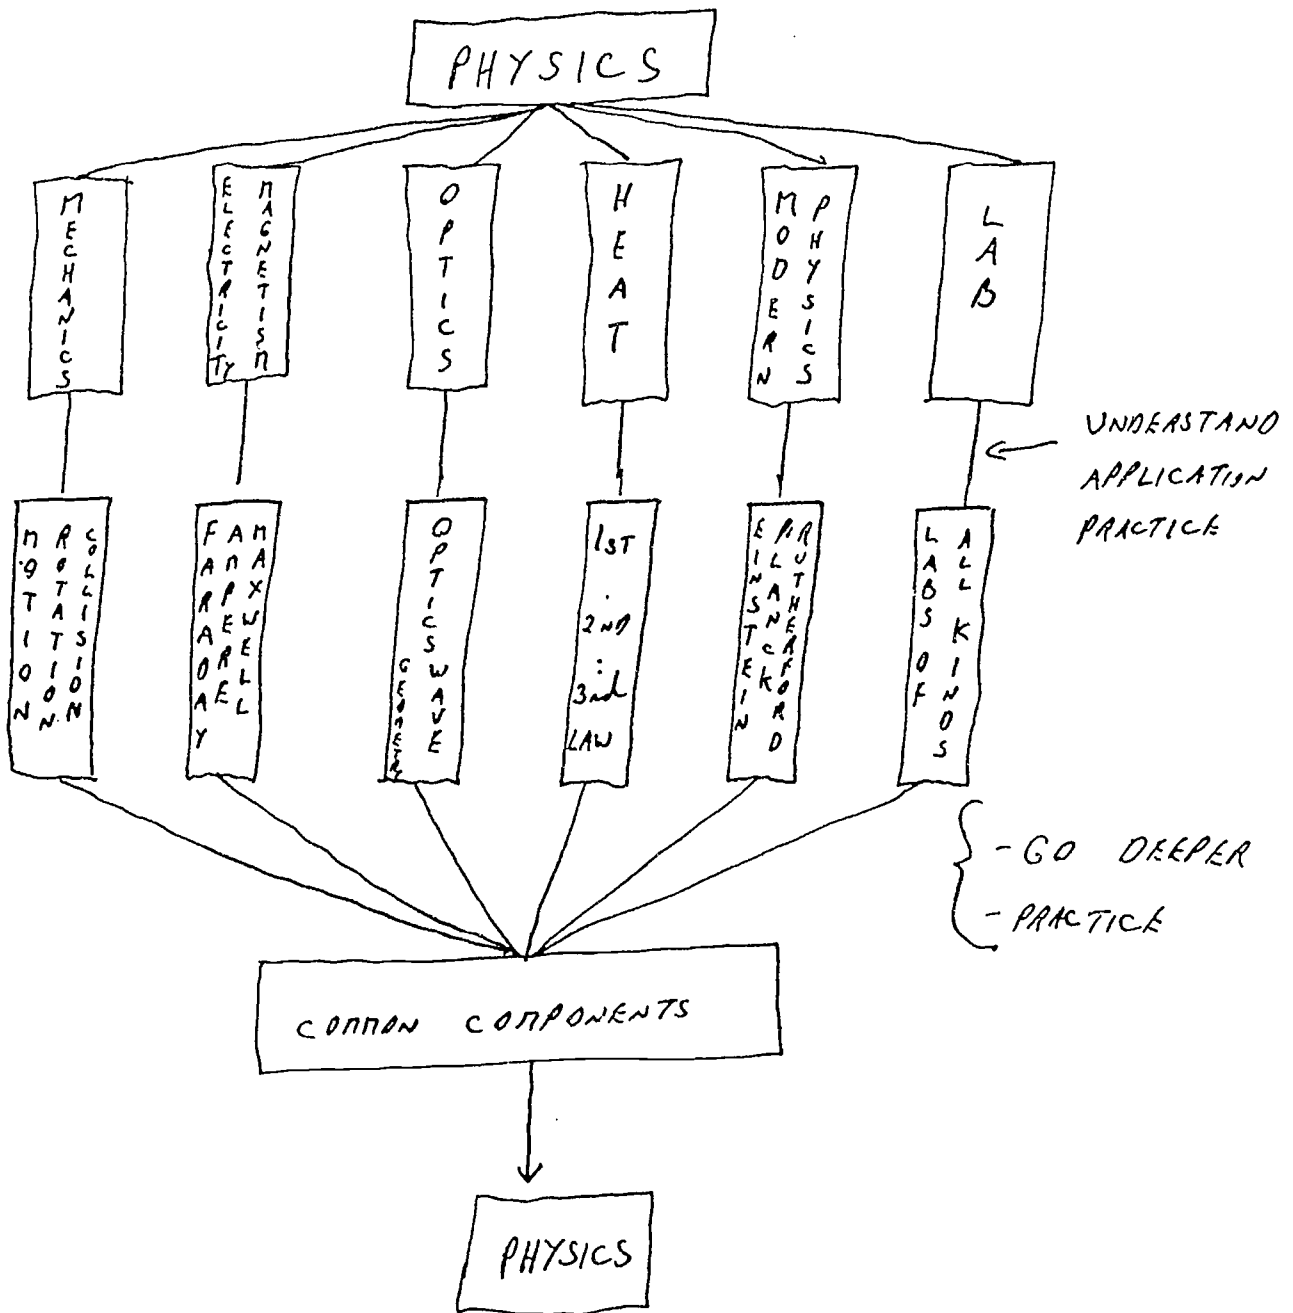 PHYSICS
MECHANICS
ELECTRICITY
MAGNETISM
OPTICS
HEAT
MODERN
PHYSICS
LAB
UNDERSTAND
APPLICATION
PRACTICE
MOTION
ROTATION
COLLISION
FARADAY
AMPERE
MAXWELL
OPTICS
GEOMETRY
WAVE
1ST
2ND
3rd
LAW
EINSTEIN
PLANCK
RUTHERFORD
LABS OF
ALL KINDS
- GO DEEPER
- PRACTICE
COMMON COMPONENTS
PHYSICS